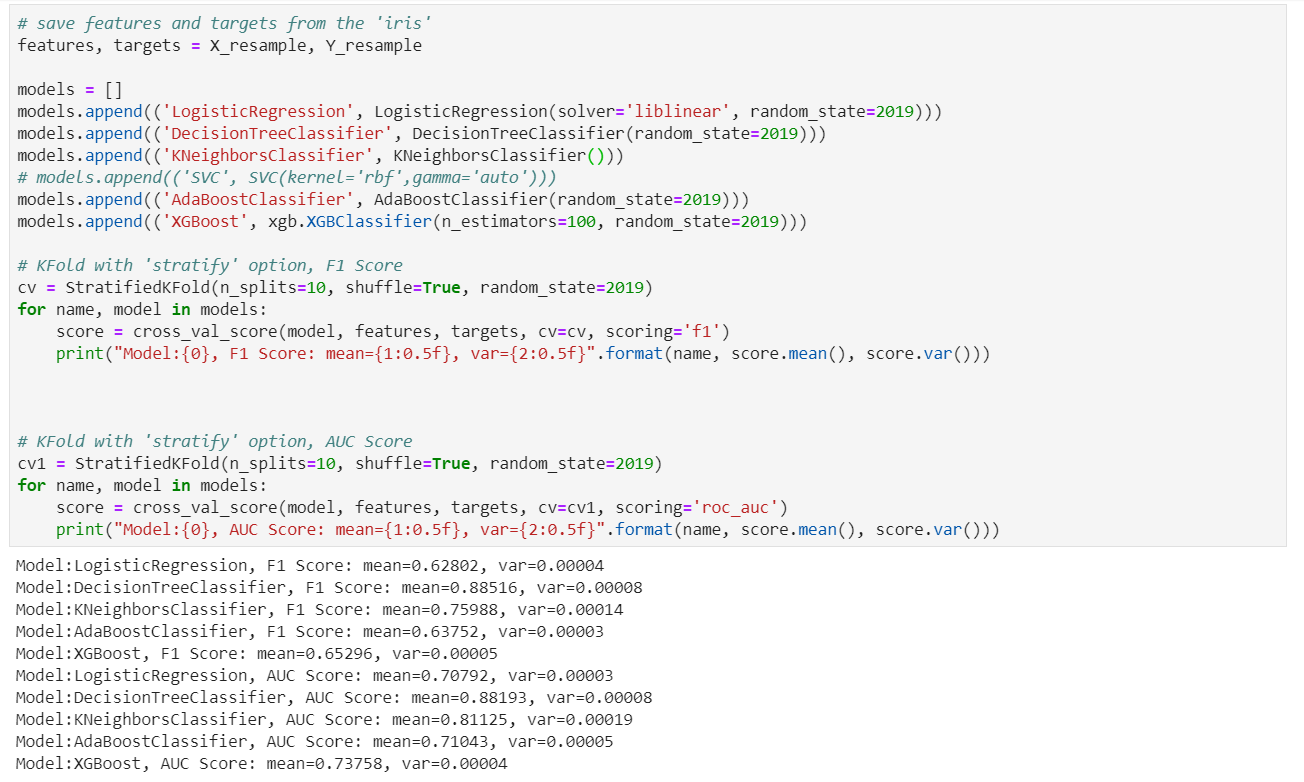 # save features and targets from the 'iris'
features, targets = X_resample, Y_resample
models = []
models.append(('LogisticRegression', LogisticRegression(solver='liblinear', random_state=2019)))
models.append(('DecisionTreeClassifier', DecisionTreeClassifier(random_state=2019)))
models.append(('KNeighborsClassifier', KNeighborsClassifier()))
# models.append(('SVC', SVC(kernel='rbf',gamma='auto')))
models.append(('AdaBoostClassifier', AdaBoostClassifier(random_state=2019)))
models.append(('XGBoost', xgb.XGBClassifier(n_estimators=100, random_state=2019)))
# KFold with 'stratify' option, F1 Score
cv = StratifiedKFold(n_splits=10, shuffle=True, random_state=2019)
for name, model in models:
    score = cross_val_score(model, features, targets, cv=cv, scoring='f1')
    print("Model:{0}, F1 Score: mean={1:0.5f}, var={2:0.5f}".format(name, score.mean(), score.var()))
# KFold with 'stratify' option, AUC Score
cv1 = StratifiedKFold(n_splits=10, shuffle=True, random_state=2019)
for name, model in models:
    score = cross_val_score(model, features, targets, cv=cv1, scoring='roc_auc')
    print("Model:{0}, AUC Score: mean={1:0.5f}, var={2:0.5f}".format(name, score.mean(), score.var()))
Model:LogisticRegression, F1 Score: mean=0.62802, var=0.00004
Model:DecisionTreeClassifier, F1 Score: mean=0.88516, var=0.00008
Model:KNeighborsClassifier, F1 Score: mean=0.75988, var=0.00014
Model:AdaBoostClassifier, F1 Score: mean=0.63752, var=0.00003
Model:XGBoost, F1 Score: mean=0.65296, var=0.00005
Model:LogisticRegression, AUC Score: mean=0.70792, var=0.00003
Model:DecisionTreeClassifier, AUC Score: mean=0.88193, var=0.00008
Model:KNeighborsClassifier, AUC Score: mean=0.81125, var=0.00019
Model:AdaBoostClassifier, AUC Score: mean=0.71043, var=0.00005
Model:XGBoost, AUC Score: mean=0.73758, var=0.00004